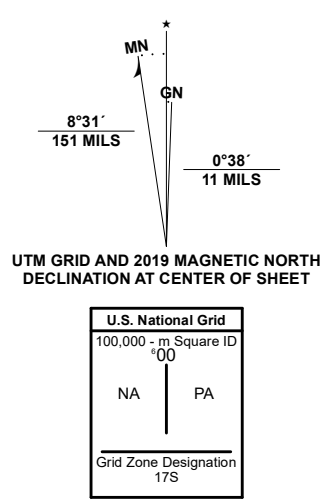 MN
GN
8°31´
151 MILS
0°38´
11 MILS
UTM GRID AND 2019 MAGNETIC NORTH
DECLINATION AT CENTER OF SHEET
U.S. National Grid
100,000 - m Square ID
⁶00
NA PA
Grid Zone Designation
17S